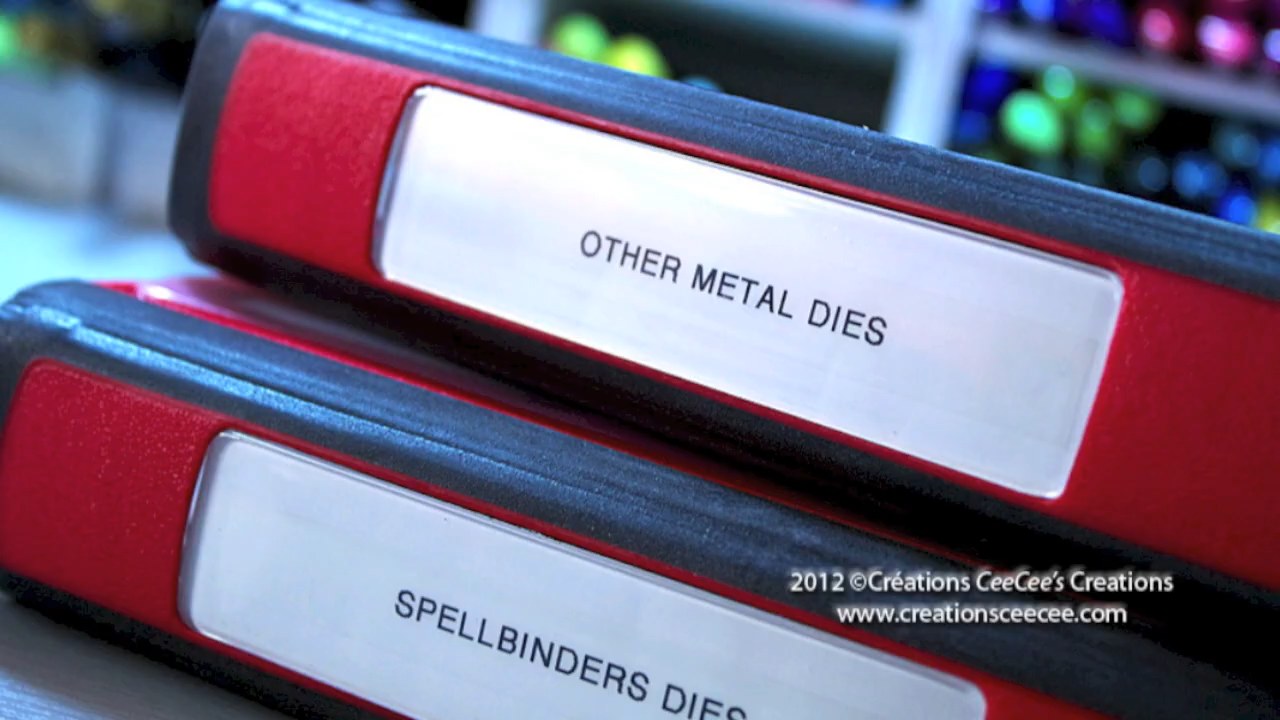 OTHER METAL DIES
SPELLBINDERS DIES
2012 ©Créations CeeCee's Creations
www.creationsceecee.com